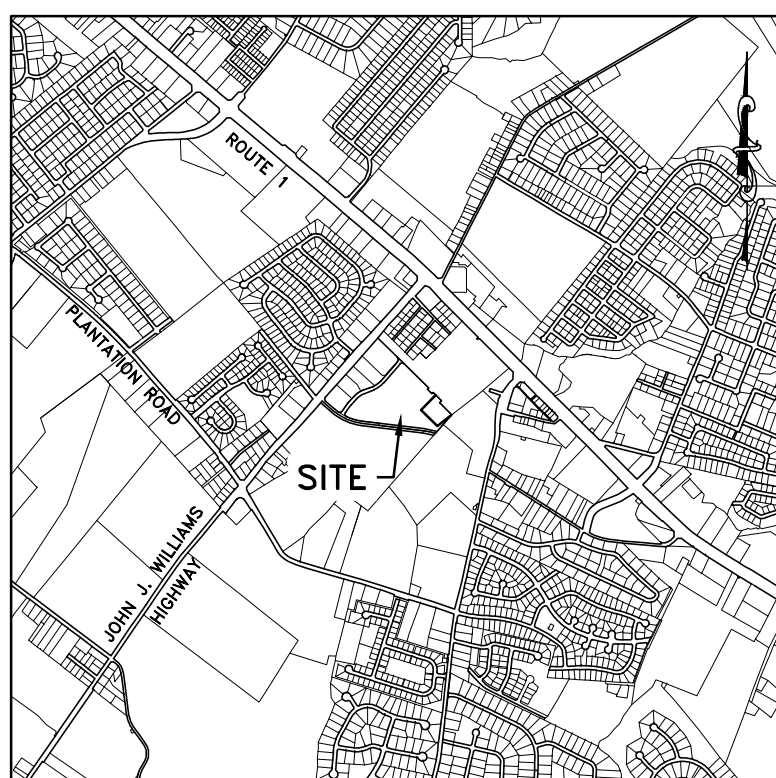 ROUTE 1
PLANTATION ROAD
SITE
JOHN J. WILLIAMS
HIGHWAY